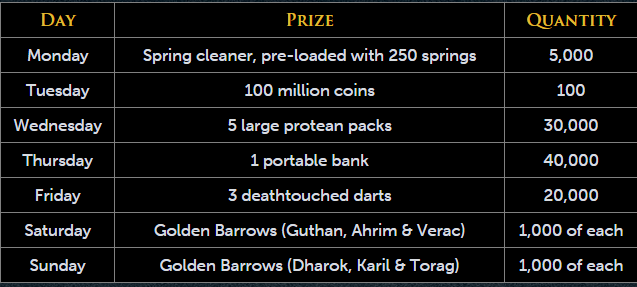 DAY PRIZE QUANTITY
Monday Spring cleaner, pre-loaded with 250 springs 5,000
Tuesday 100 million coins 100
Wednesday 5 large protean packs 30,000
Thursday 1 portable bank 40,000
Friday 3 deathtouched darts 20,000
Saturday Golden Barrows (Guthan, Ahrim & Verac) 1,000 of each
Sunday Golden Barrows (Dharok, Karil & Torag) 1,000 of each